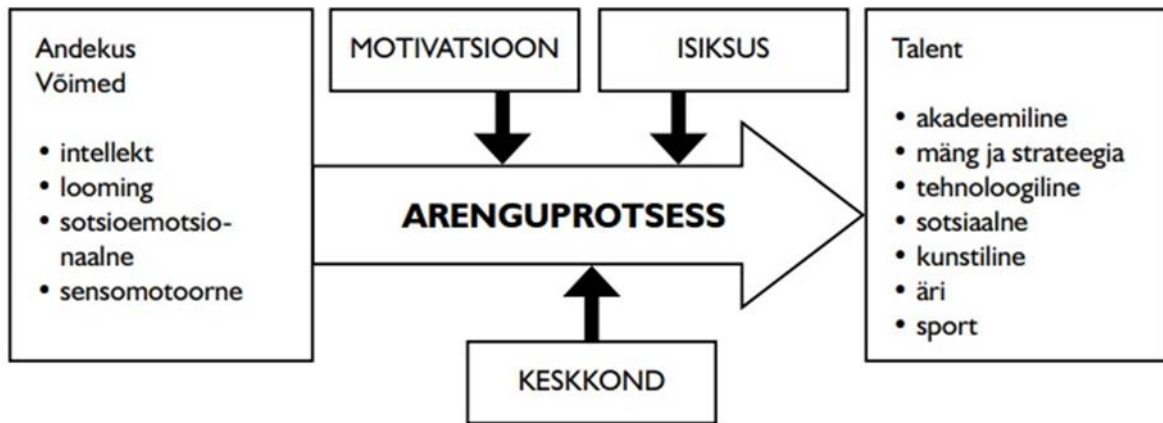 Andekus
Võimed
• intellekt
• looming
• sotsioemotsio-
naalne
• sensomotoorne
MOTIVATSIOON
ISIKSUS
ARENGUPROTSESS
KESKKOND
Talent
• akadeemiline
• mäng ja strateegia
• tehnoloogiline
• sotsiaalne
• kunstiline
• äri
• sport